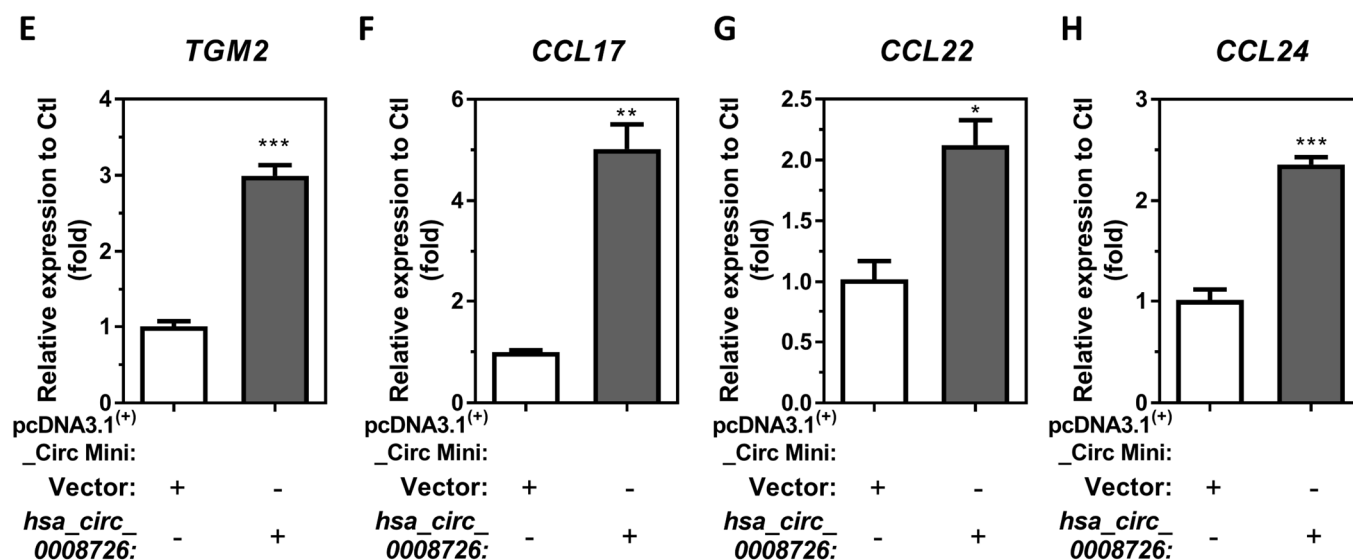 E
TGM2
Relative expression to Ctl
(fold)
4
3
2
1
0
***
pcDNA3.1(+)
_Circ Mini:
Vector: + -
hsa_circ_
0008726: - +
F
CCL17
Relative expression to Ctl
(fold)
6
4
2
0
**
pcDNA3.1(+)
_Circ Mini:
Vector: + -
hsa_circ_
0008726: - +
G
CCL22
Relative expression to Ctl
(fold)
2.5
2.0
1.5
1.0
0.5
0.0
*
pcDNA3.1(+)
_Circ Mini:
Vector: + -
hsa_circ_
0008726: - +
H
CCL24
Relative expression to Ctl
(fold)
3
2
1
0
***
pcDNA3.1(+)
_Circ Mini:
Vector: + -
hsa_circ_
0008726: - +